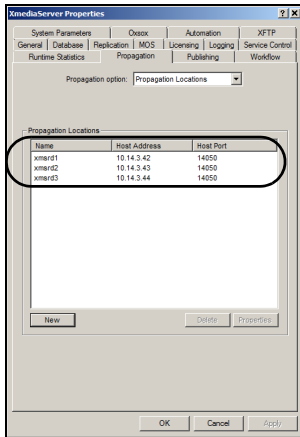 XmediaServer Properties
System Parameters Oxsox Automation XFTP
General Database Replication MOS Licensing Logging Service Control
Runtime Statistics Propagation Publishing Workflow
Propagation option: Propagation Locations
Propagation Locations
Name Host Address Host Port
xmsrd1 10.14.3.42 14050
xmsrd2 10.14.3.43 14050
xmsrd3 10.14.3.44 14050
New Delete Properties
OK Cancel Apply